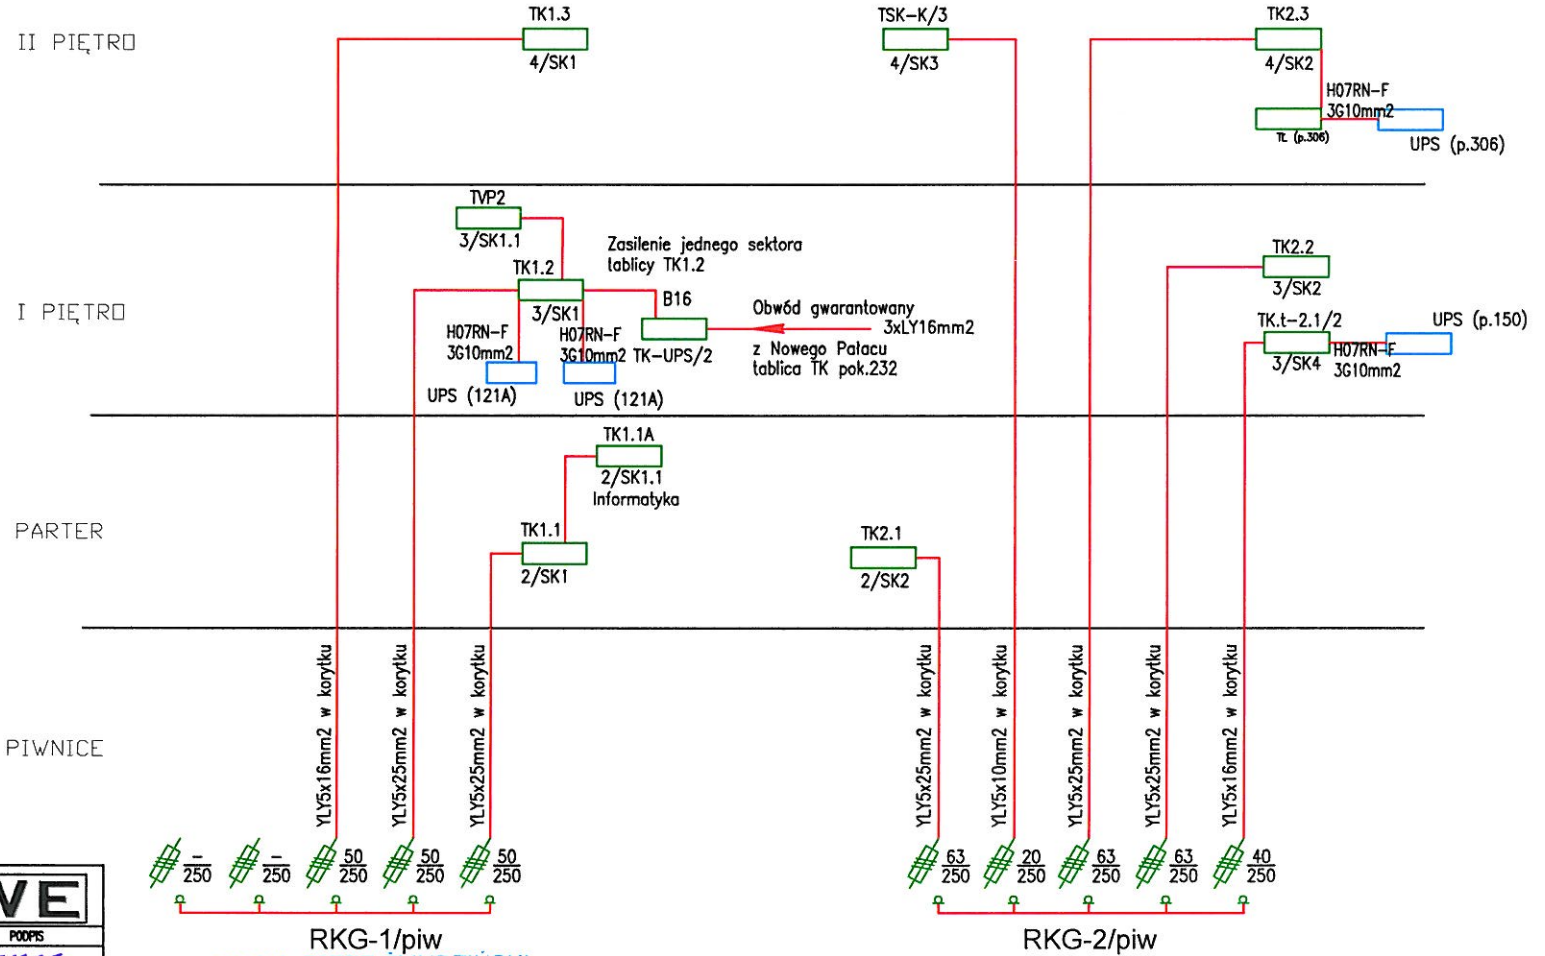 II PIĘTRO
TK1.3
4/SK1
TSK-K/3
4/SK3
TK2.3
4/SK2
H07RN-F
3G10mm2
TŁ (p.306)
UPS (p.306)
I PIĘTRO
TVP2
3/SK1.1
TK1.2
3/SK1
Zasilenie jednego sektora
tablicy TK1.2
B16
TK-UPS/2
H07RN-F
3G10mm2
H07RN-F
3G10mm2
UPS (121A)
UPS (121A)
Obwód gwarantowany
3xLY16mm2
z Nowego Pałacu
tablica TK pok.232
TK2.2
3/SK2
TK.t-2.1/2
3/SK4
H07RN-F
3G10mm2
UPS (p.150)
PARTER
TK1.1A
2/SK1.1
Informatyka
TK1.1
2/SK1
TK2.1
2/SK2
PIWNICE
YLY5x16mm2 w korytku
YLY5x25mm2 w korytku
YLY5x25mm2 w korytku
YLY5x25mm2 w korytku
YLY5x10mm2 w korytku
YLY5x25mm2 w korytku
YLY5x25mm2 w korytku
YLY5x16mm2 w korytku
-
250
-
250
50
250
50
250
50
250
63
250
20
250
63
250
63
250
40
250
RKG-1/piw
RKG-2/piw
VE
PODPIS